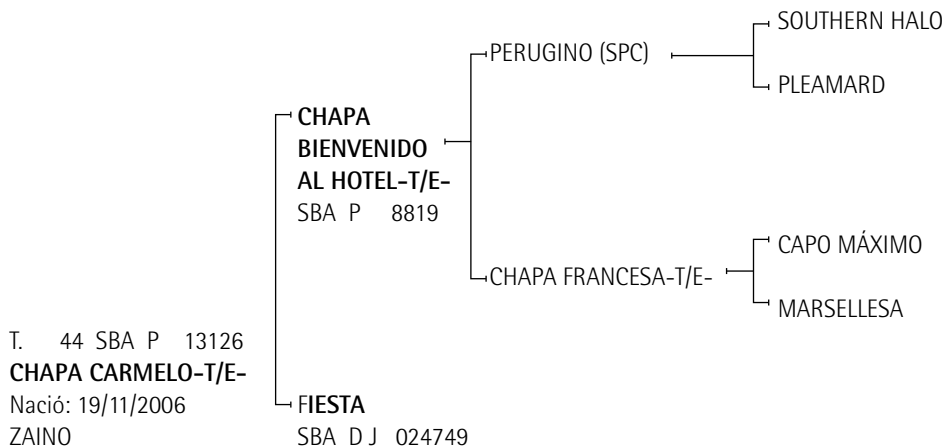 SOUTHERN HALO
PERUGINO (SPC)
PLEAMARD
CHAPA
BIENVENIDO
AL HOTEL-T/E-
SBA P 8819
CAPO MÁXIMO
CHAPA FRANCESA-T/E-
MARSELLESA
T. 44 SBA P 13126
CHAPA CARMELO-T/E-
Nació: 19/11/2006
ZAINO
FIESTA
SBA D J 024749